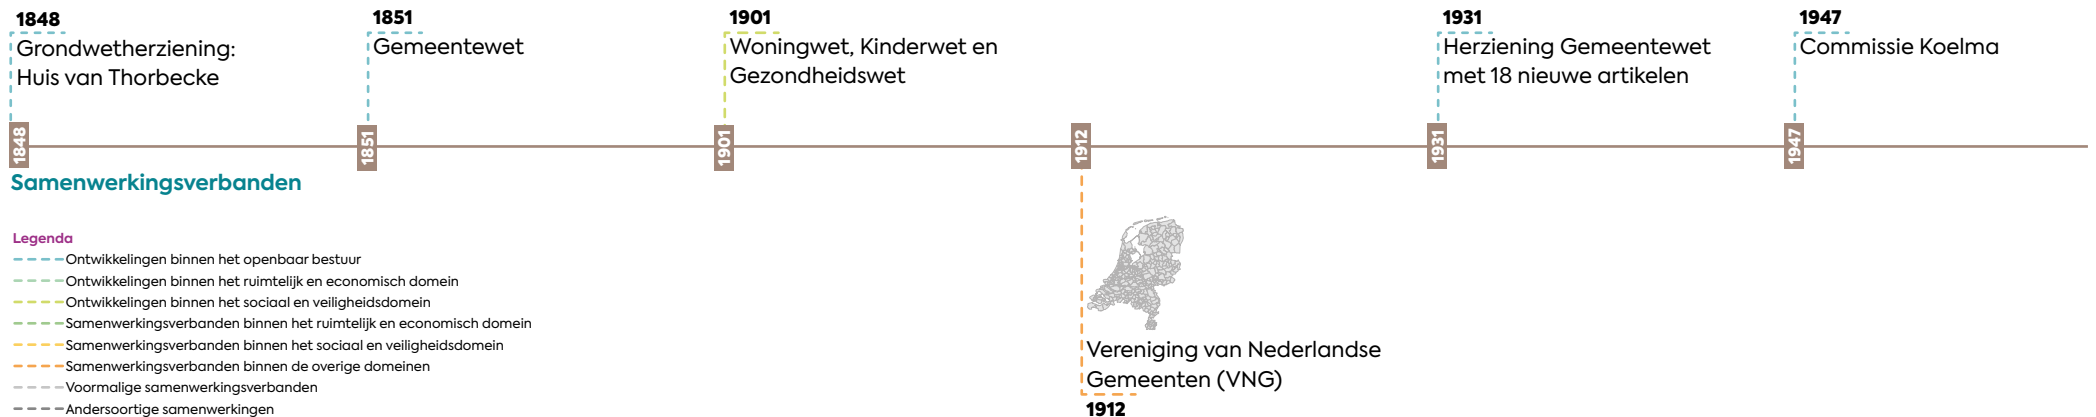 1848
Grondwetherziening:
Huis van Thorbecke
1851
Gemeentewet
1901
Woningwet, Kinderwet en
Gezondheidswet
1931
Herziening Gemeentewet
met 18 nieuwe artikelen
1947
Commissie Koelma
1848
1851
1901
1912
1931
1947
Samenwerkingsverbanden
Legenda
Ontwikkelingen binnen het openbaar bestuur
Ontwikkelingen binnen het ruimtelijk en economisch domein
Ontwikkelingen binnen het sociaal en veiligheidsdomein
Samenwerkingsverbanden binnen het ruimtelijk en economisch domein
Samenwerkingsverbanden binnen het sociaal en veiligheidsdomein
Samenwerkingsverbanden binnen de overige domeinen
Voormalige samenwerkingsverbanden
Andersoortige samenwerkingen
Vereniging van Nederlandse
Gemeenten (VNG)
1912